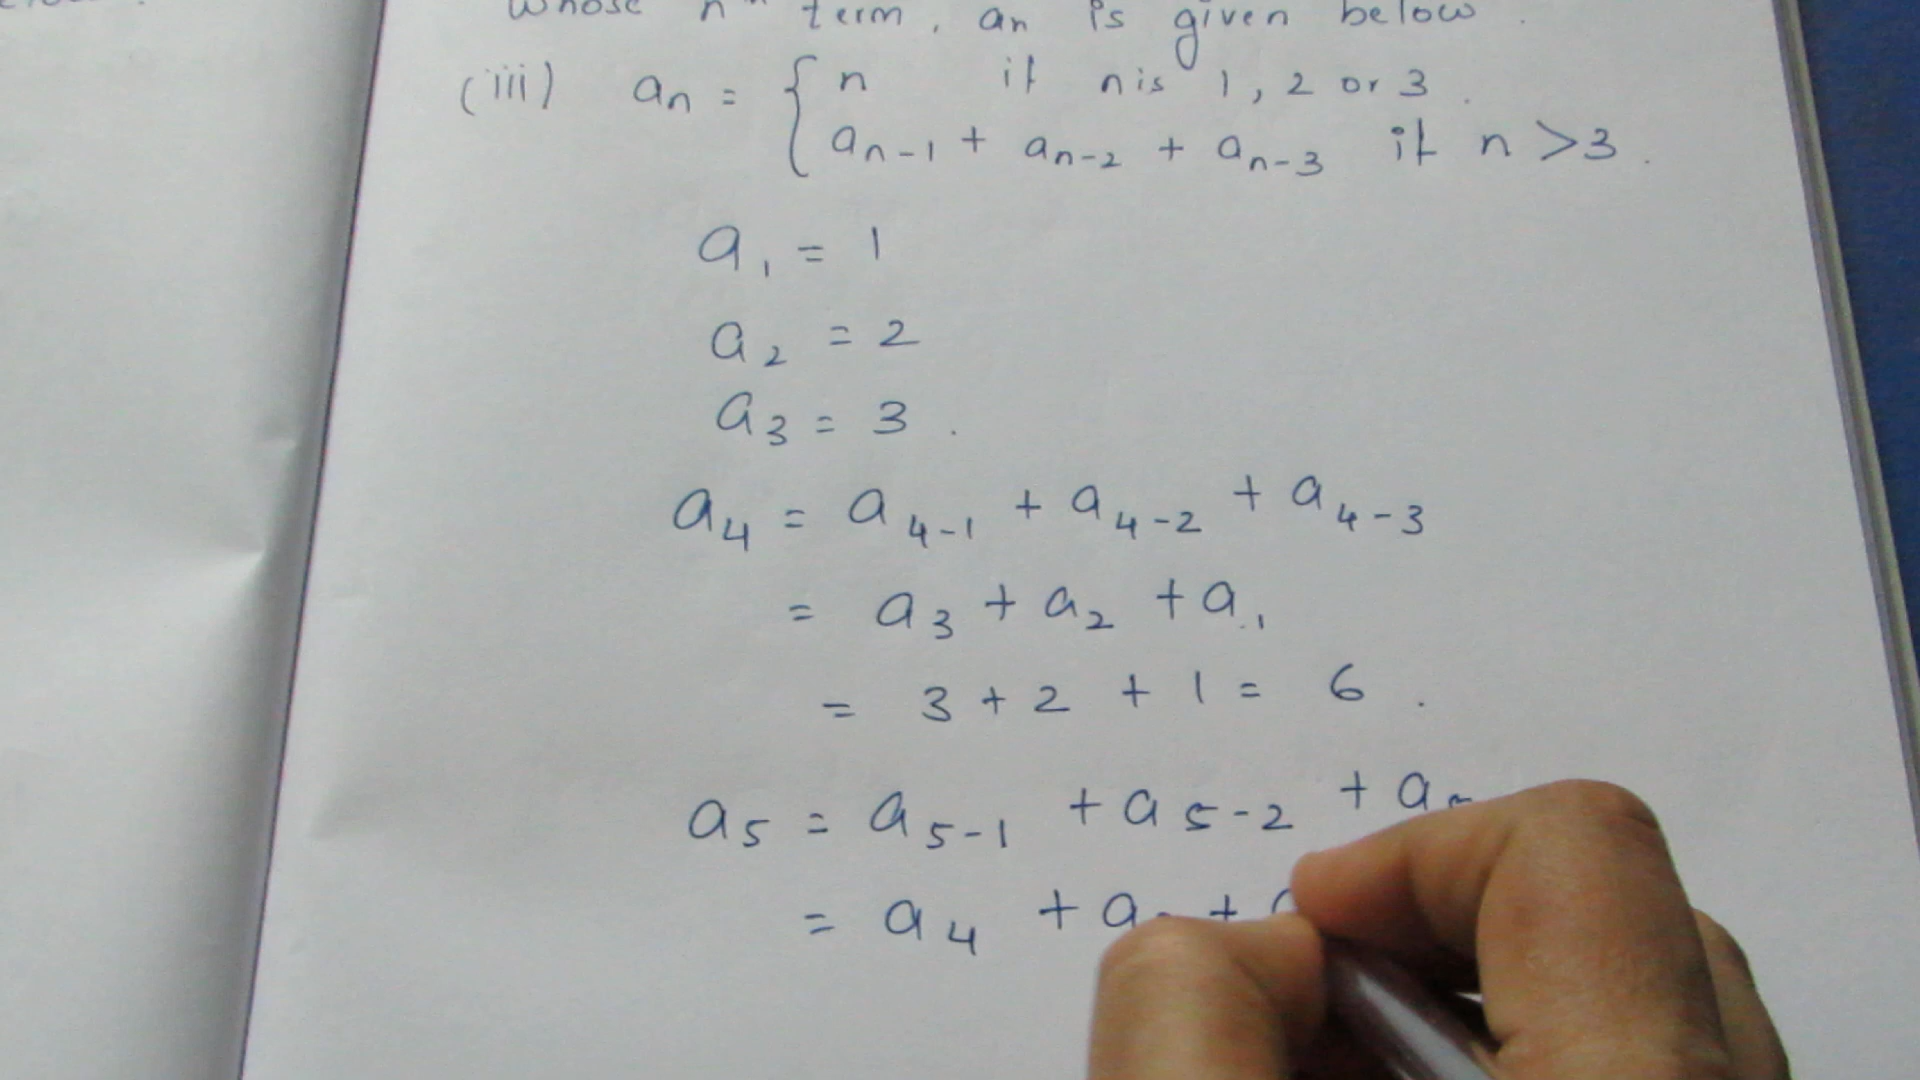 whose nth term, an is given below.
(iii) an = { n if n is 1, 2 or 3.
an-1 + an-2 + an-3 if n > 3.
a1 = 1
a2 = 2
a3 = 3.
a4 = a4-1 + a4-2 + a4-3
= a3 + a2 + a1
= 3 + 2 + 1 = 6.
a5 = a5-1 + a5-2 + a
= a4 + a +